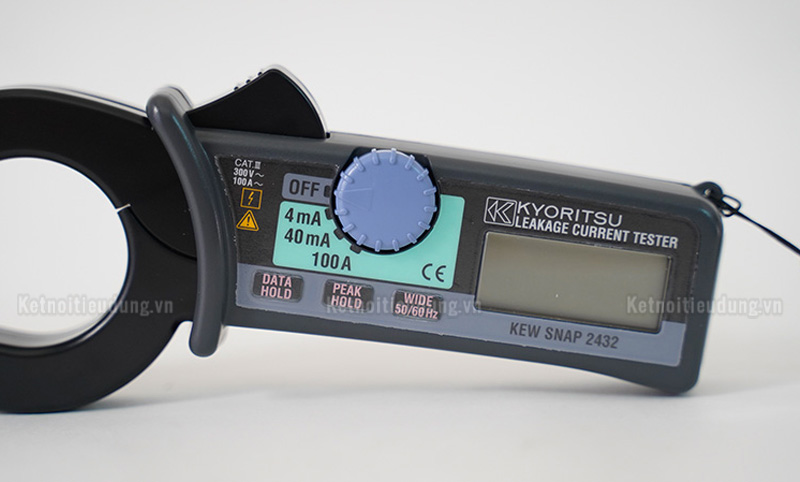 CAT.Ⅲ
300V~
100A~
OFF
4mA
40mA
100A
CE
DATA
HOLD
PEAK
HOLD
WIDE
50/60Hz
KYORITSU
LEAKAGE CURRENT TESTER
KEW SNAP 2432
Ketnoitieudung.vn
Ketnoitieudung.vn
Ketnoitieudung.vn